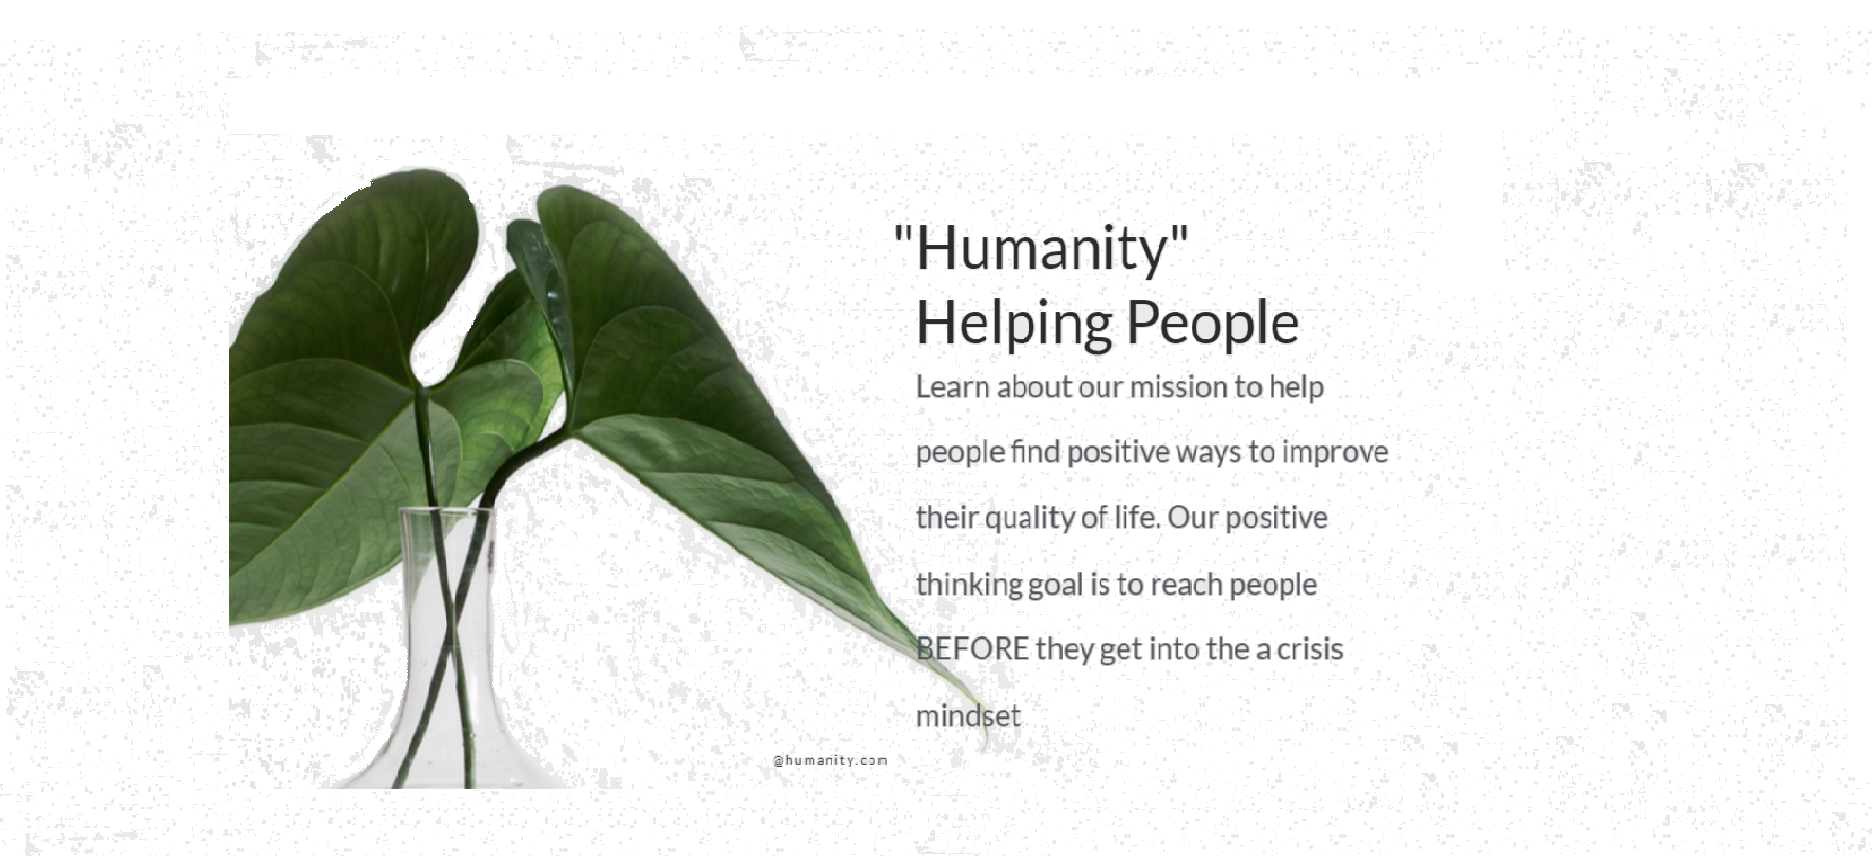 "Humanity"
Helping People
Learn about our mission to help
people find positive ways to improve
their quality of life. Our positive
thinking goal is to reach people
BEFORE they get into the a crisis
mindset
@humanity.com